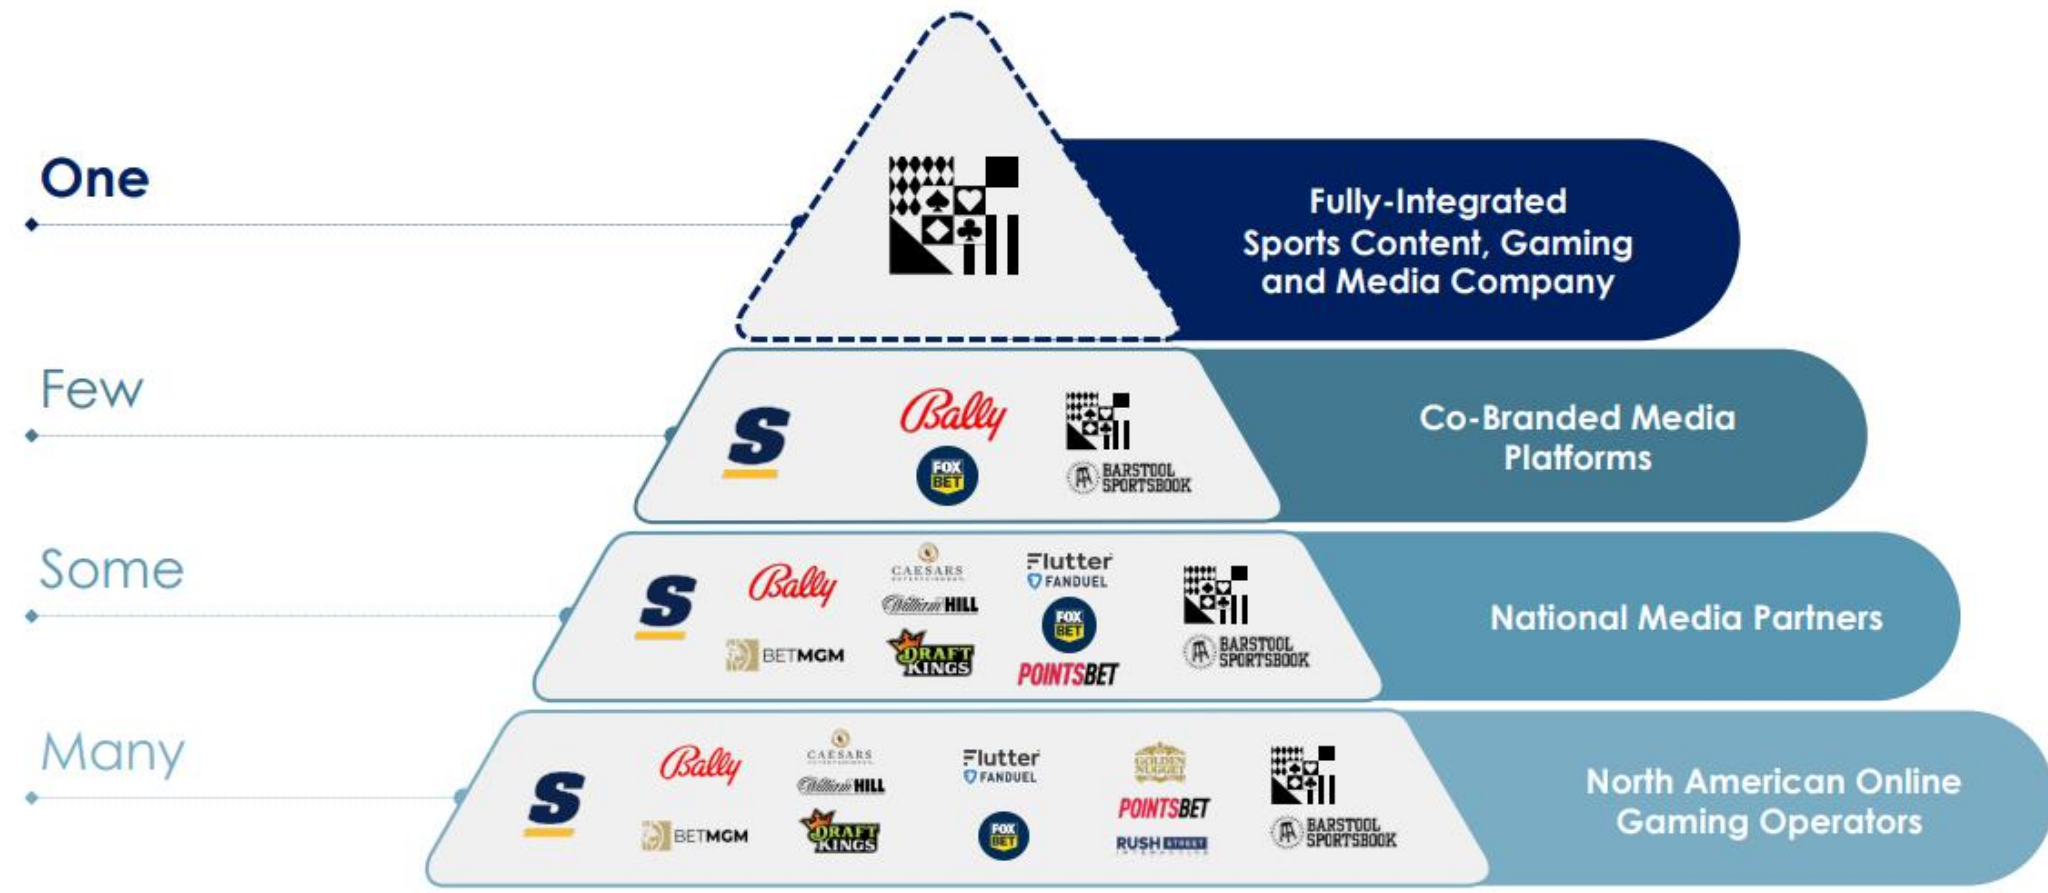 One
Fully-Integrated
Sports Content, Gaming
and Media Company
Few
S
Bally
FOX
BET
BARSTOOL
SPORTSBOOK
Co-Branded Media
Platforms
Some
S
Bally
BETMGM
CAESARS
William HILL
DRAFT
KINGS
Flutter
FANDUEL
FOX
BET
POINTSBET
BARSTOOL
SPORTSBOOK
National Media Partners
Many
S
Bally
BETMGM
CAESARS
William HILL
DRAFT
KINGS
Flutter
FANDUEL
FOX
BET
GOLDEN
NUGGET
POINTSBET
RUSH STREET
INTERACTIVE
BARSTOOL
SPORTSBOOK
North American Online
Gaming Operators